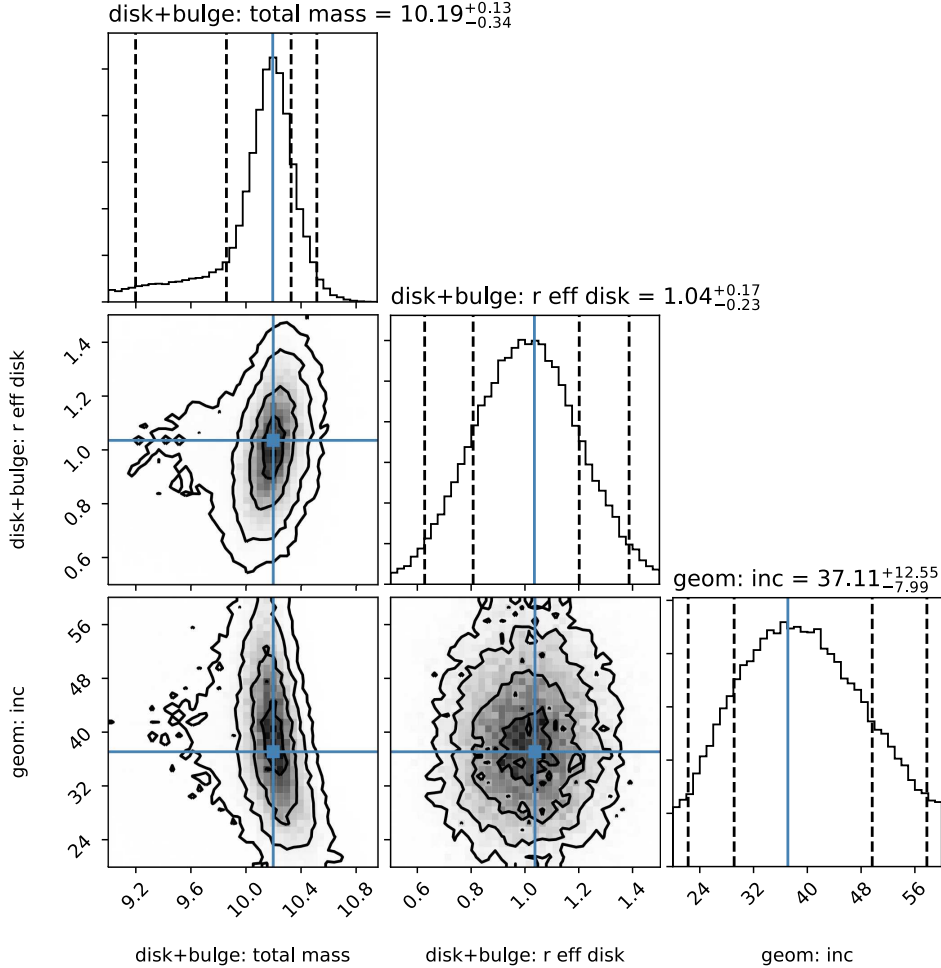 disk+bulge: total mass = 10.19 +0.13 −0.34
disk+bulge: r eff disk = 1.04 +0.17 −0.23
1.4
1.2
1.0
0.8
0.6
disk+bulge: r eff disk
geom: inc = 37.11 +12.55 −7.99
56
48
40
32
24
geom: inc
9.2 9.6 10.0 10.4 10.8
0.6 0.8 1.0 1.2 1.4
24 32 40 48 56
disk+bulge: total mass
disk+bulge: r eff disk
geom: inc